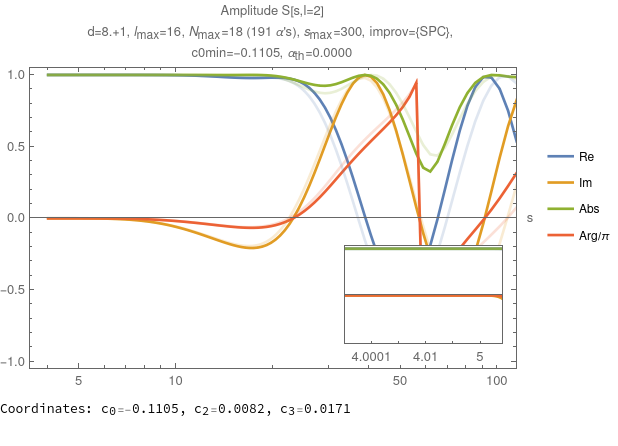 Amplitude S[s,l=2]
d=8.+1, lmax=16, Nmax=18 (191 α's), smax=300, improv={SPC},
c0min=-0.1105, αth=0.0000
1.0
0.5
0.0
-0.5
-1.0
5
10
50
100
s
4.0001
4.01
5
Re
Im
Abs
Arg/π
Coordinates: c0=-0.1105, c2=0.0082, c3=0.0171